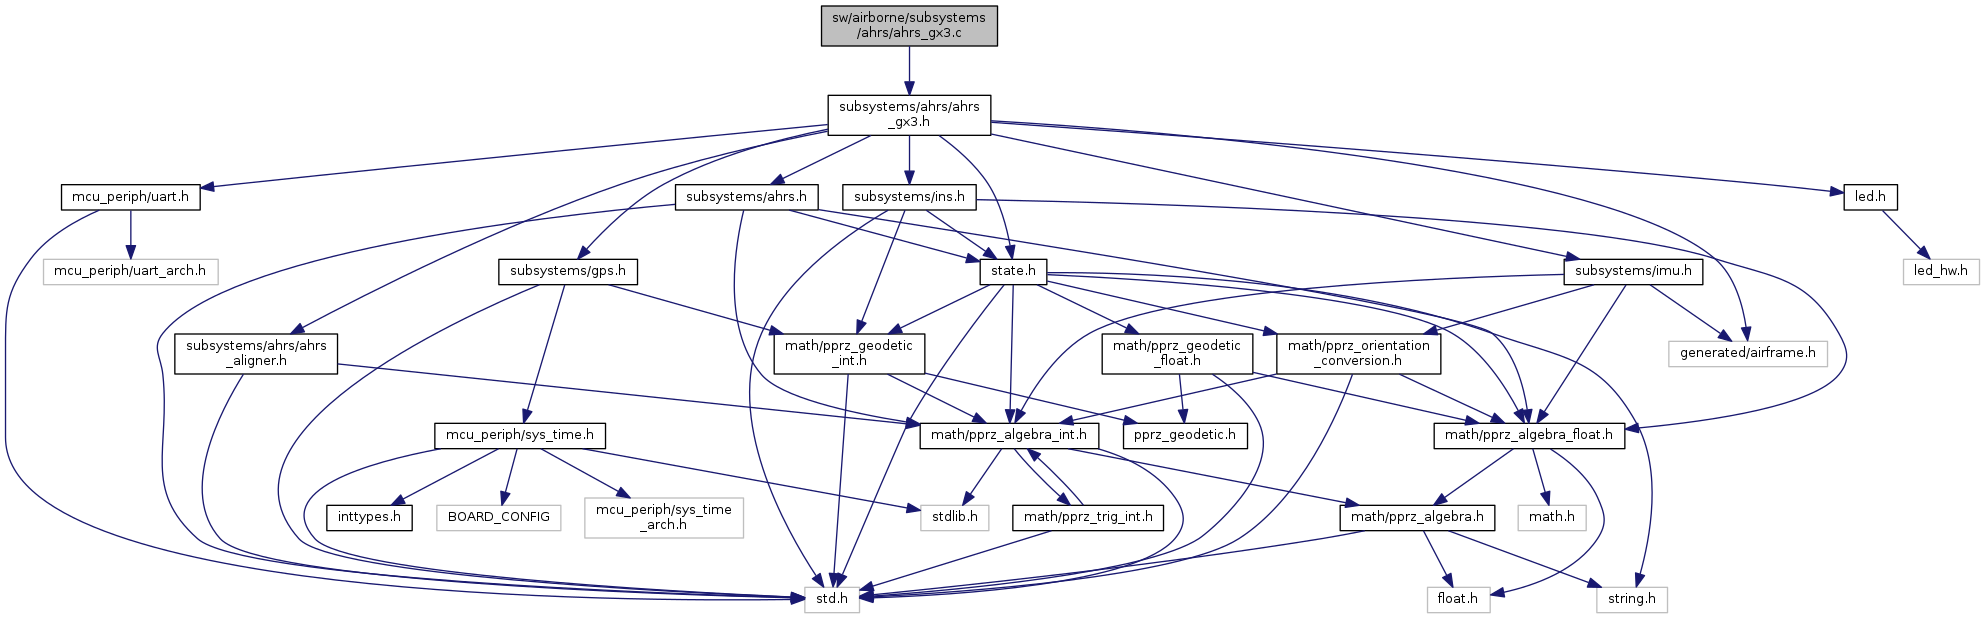 sw/airborne/subsystems
/ahrs/ahrs_gx3.c
subsystems/ahrs/ahrs
_gx3.h
mcu_periph/uart.h
subsystems/ahrs.h
subsystems/ins.h
led.h
mcu_periph/uart_arch.h
subsystems/gps.h
state.h
subsystems/imu.h
led_hw.h
subsystems/ahrs/ahrs
_aligner.h
math/pprz_geodetic
_int.h
math/pprz_geodetic
_float.h
math/pprz_orientation
_conversion.h
generated/airframe.h
mcu_periph/sys_time.h
math/pprz_algebra_int.h
pprz_geodetic.h
math/pprz_algebra_float.h
inttypes.h
BOARD_CONFIG
mcu_periph/sys_time
_arch.h
stdlib.h
math/pprz_trig_int.h
math/pprz_algebra.h
math.h
std.h
float.h
string.h